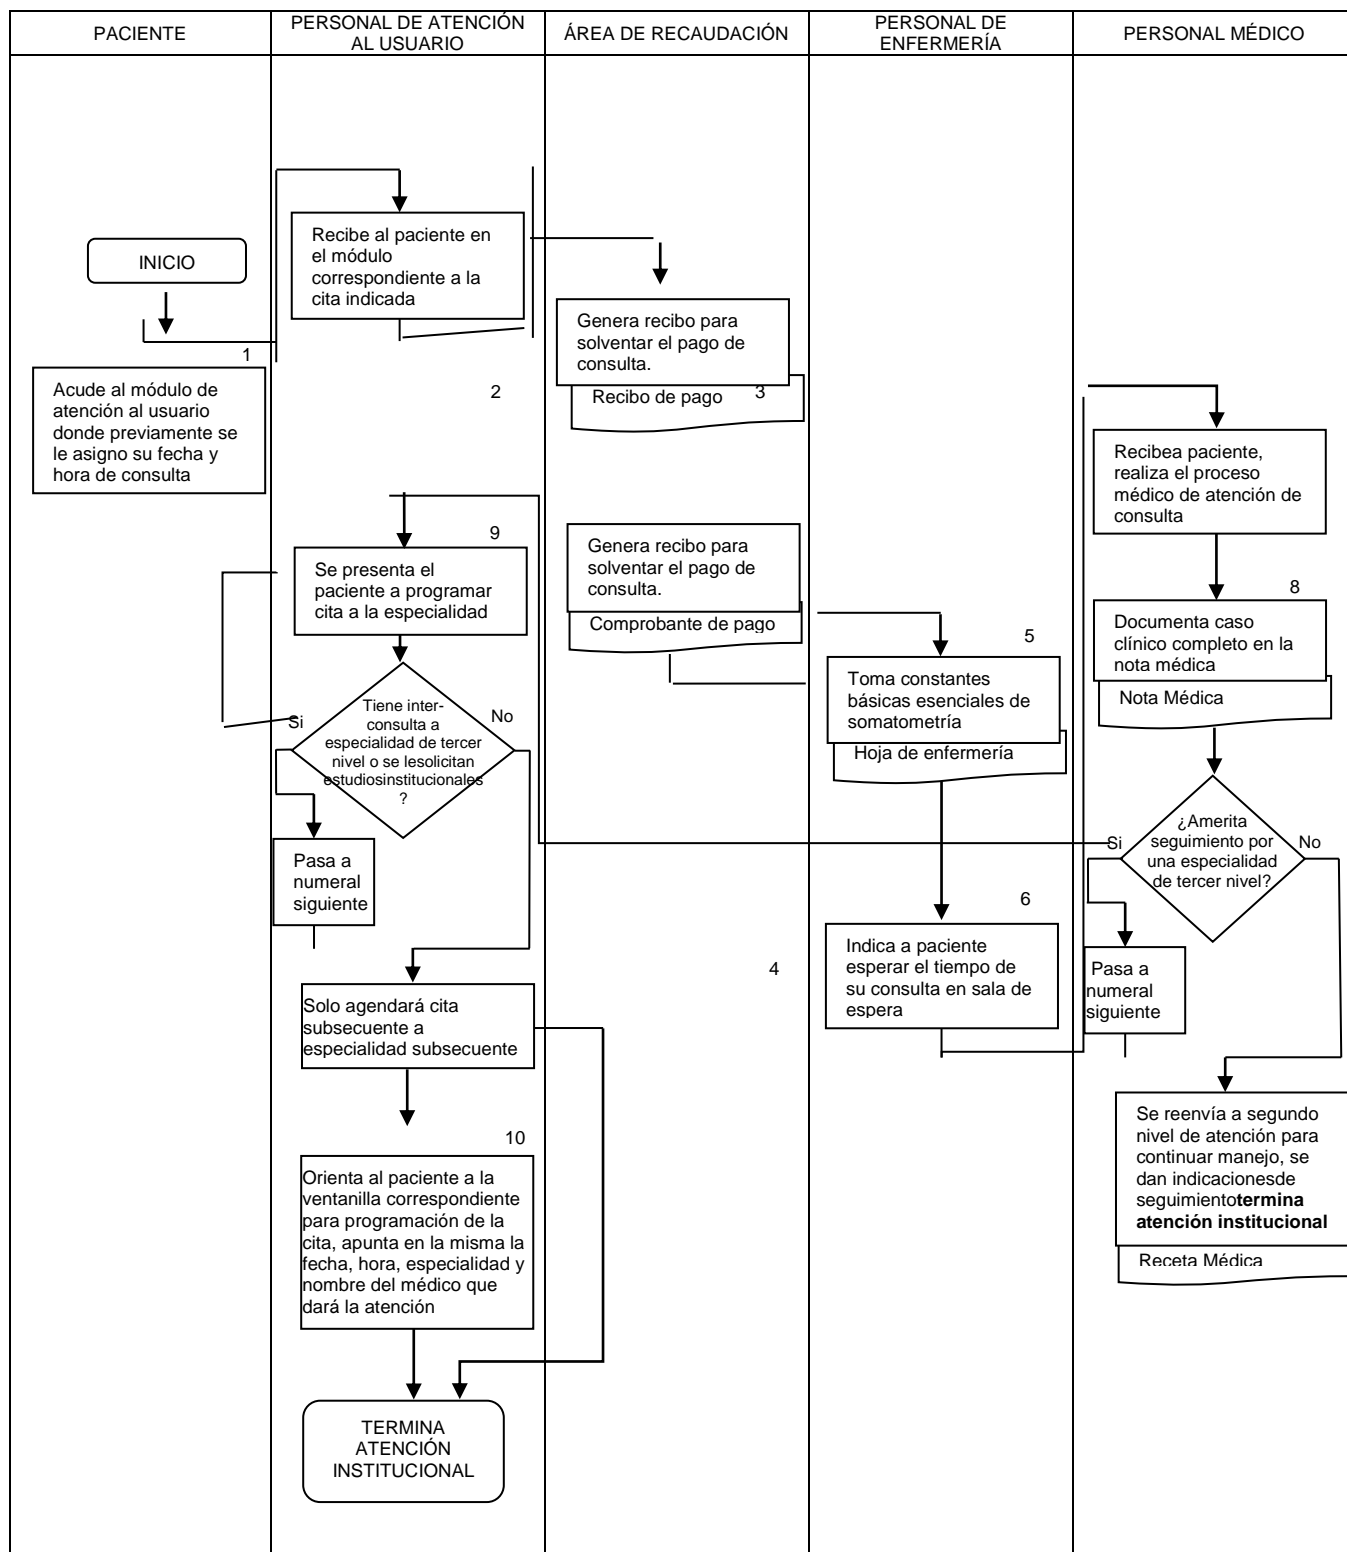 PACIENTE
PERSONAL DE ATENCIÓN
AL USUARIO
ÁREA DE RECAUDACIÓN
PERSONAL DE
ENFERMERÍA
PERSONAL MÉDICO
INICIO
1
Acude al módulo de
atención al usuario
donde previamente se
le asigno su fecha y
hora de consulta
Recibe al paciente en
el módulo
correspondiente a la
cita indicada
2
9
Se presenta el
paciente a programar
cita a la especialidad
Si
Tiene inter-
consulta a
especialidad de tercer
nivel o se lesolicitan
estudiosinstitucionales
?
No
Pasa a
numeral
siguiente
Solo agendará cita
subsecuente a
especialidad subsecuente
10
Orienta al paciente a la
ventanilla correspondiente
para programación de la
cita, apunta en la misma la
fecha, hora, especialidad y
nombre del médico que
dará la atención
TERMINA
ATENCIÓN
INSTITUCIONAL
Genera recibo para
solventar el pago de
consulta.
Recibo de pago
3
Genera recibo para
solventar el pago de
consulta.
Comprobante de pago
4
5
Toma constantes
básicas esenciales de
somatometría
Hoja de enfermería
6
Indica a paciente
esperar el tiempo de
su consulta en sala de
espera
Recibea paciente,
realiza el proceso
médico de atención de
consulta
8
Documenta caso
clínico completo en la
nota médica
Nota Médica
Si
¿Amerita
seguimiento por
una especialidad
de tercer nivel?
No
Pasa a
numeral
siguiente
Se reenvía a segundo
nivel de atención para
continuar manejo, se
dan indicacionesde
seguimientotermina
atención institucional
Receta Médica